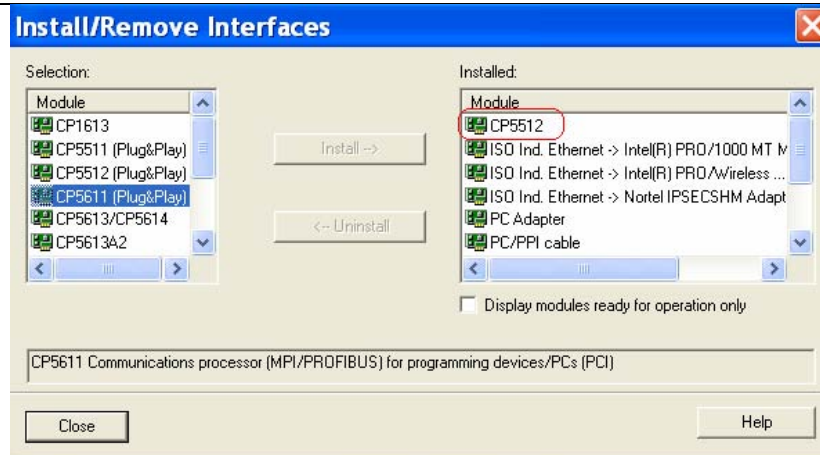 Install/Remove Interfaces
Selection:
Module
CP1613
CP5511 (Plug&Play)
CP5512 (Plug&Play)
CP5611 (Plug&Play)
CP5613/CP5614
CP5613A2
Install -->
<-- Uninstall
Installed:
Module
CP5512
ISO Ind. Ethernet -> Intel(R) PRO/1000 MT M
ISO Ind. Ethernet -> Intel(R) PRO/Wireless ...
ISO Ind. Ethernet -> Nortel IPSECSHM Adapt
PC Adapter
PC/PPI cable
Display modules ready for operation only
CP5611 Communications processor (MPI/PROFIBUS) for programming devices/PCs (PCI)
Close
Help